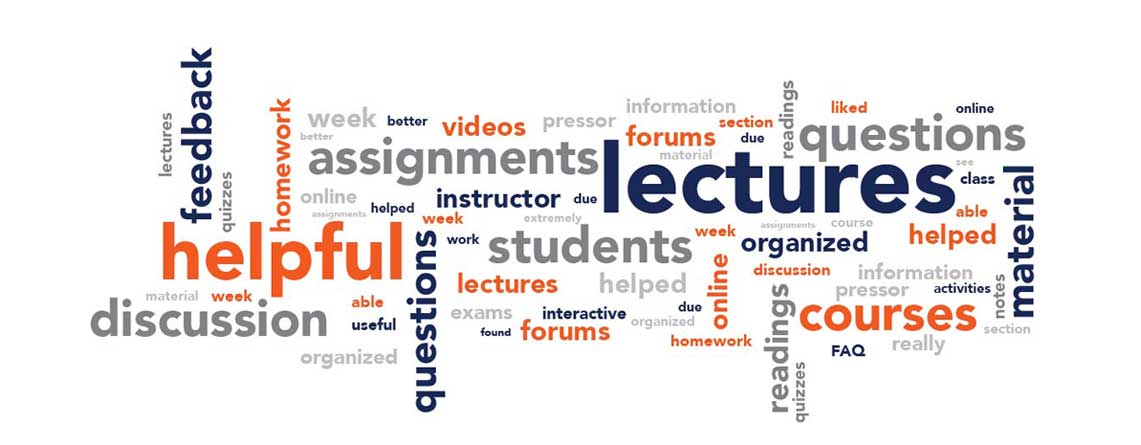 feedback
lectures
homework
quizzes
week
better
better
videos
pressor
information
forums
section
due
material
readings
liked
online
questions
assignments
lectures
see
class
material
online
helped
assignments
instructor
due
week
extremely
able
helpful
questions
work
students
week
organized
assignments
course
helped
lectures
helped
online
discussion
information
pressor
activities
notes
material
week
able
discussion
useful
exams
interactive
due
found
forums
organized
homework
readings
courses
section
FAQ
really
organized
quizzes